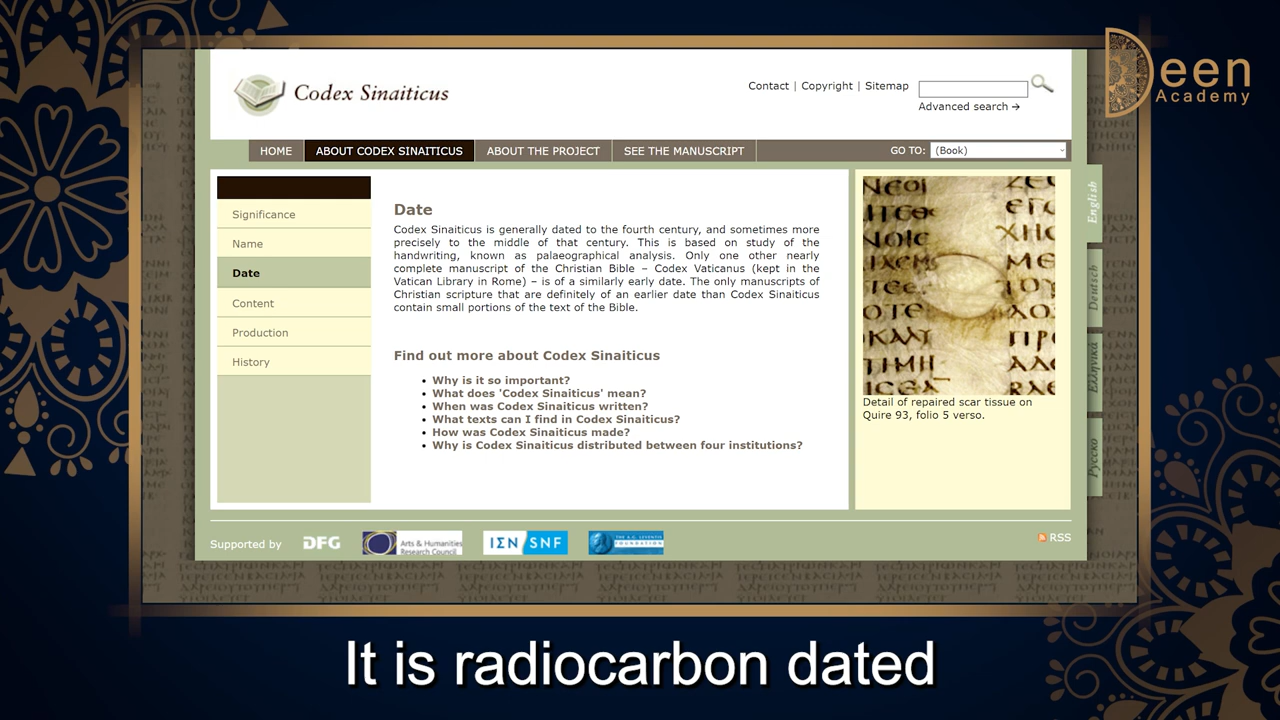 Deen
Academy
Codex Sinaiticus
Contact | Copyright | Sitemap
Advanced search →
HOME
ABOUT CODEX SINAITICUS
ABOUT THE PROJECT
SEE THE MANUSCRIPT
GO TO:
(Book)
English
Deutsch
Ελληνικά
Русско
Significance
Name
Date
Content
Production
History
Date
Codex Sinaiticus is generally dated to the fourth century, and sometimes more
precisely to the middle of that century. This is based on study of the
handwriting, known as palaeographical analysis. Only one other nearly
complete manuscript of the Christian Bible – Codex Vaticanus (kept in the
Vatican Library in Rome) – is of a similarly early date. The only manuscripts of
Christian scripture that are definitely of an earlier date than Codex Sinaiticus
contain small portions of the text of the Bible.
Find out more about Codex Sinaiticus
• Why is it so important?
• What does 'Codex Sinaiticus' mean?
• When was Codex Sinaiticus written?
• What texts can I find in Codex Sinaiticus?
• How was Codex Sinaiticus made?
• Why is Codex Sinaiticus distributed between four institutions?
Detail of repaired scar tissue on
Quire 93, folio 5 verso.
Supported by
DFG
Arts & Humanities
Research Council
ΙΣΝ SNF
THE A.G. LEVENTIS
FOUNDATION
RSS
It is radiocarbon dated